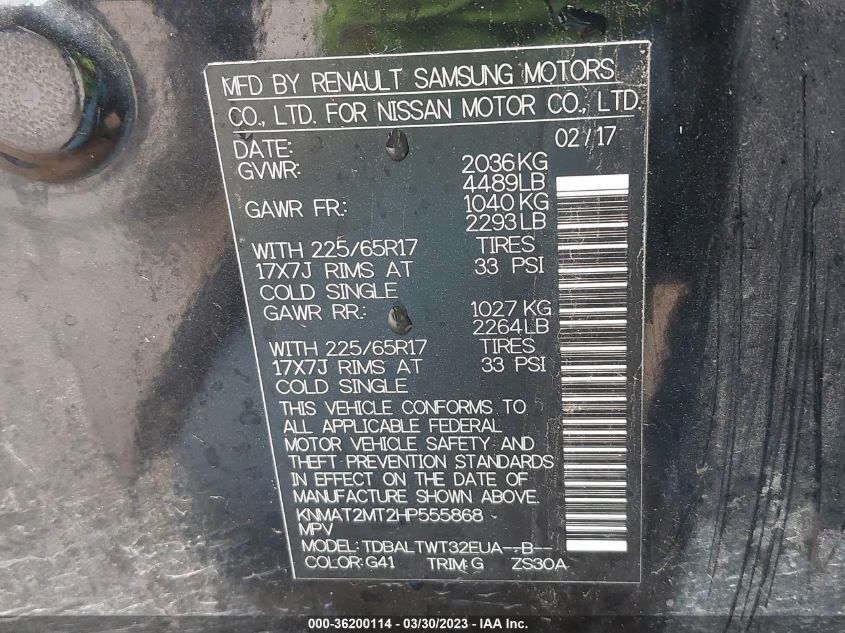 MFD BY RENAULT SAMSUNG MOTORS
CO., LTD. FOR NISSAN MOTOR CO., LTD
DATE: 02/17
GVWR: 2036KG
4489LB
GAWR FR: 1040KG
2293LB
WITH 225/65R17 TIRES
17X7J RIMS AT 33 PSI
COLD SINGLE
GAWR RR: 1027KG
2264LB
WITH 225/65R17 TIRES
17X7J RIMS AT 33 PSI
COLD SINGLE
THIS VEHICLE CONFORMS TO
ALL APPLICABLE FEDERAL
MOTOR VEHICLE SAFETY AND
THEFT PREVENTION STANDARDS
IN EFFECT ON THE DATE OF
MANUFACTURE SHOWN ABOVE.
KNMAT2MT2HP555868
MPV
MODEL: TDBALTWT32EUA--B--
COLOR: G41 TRIM: G ZS30A
000-36200114 - 03/30/2023 - IAA Inc.